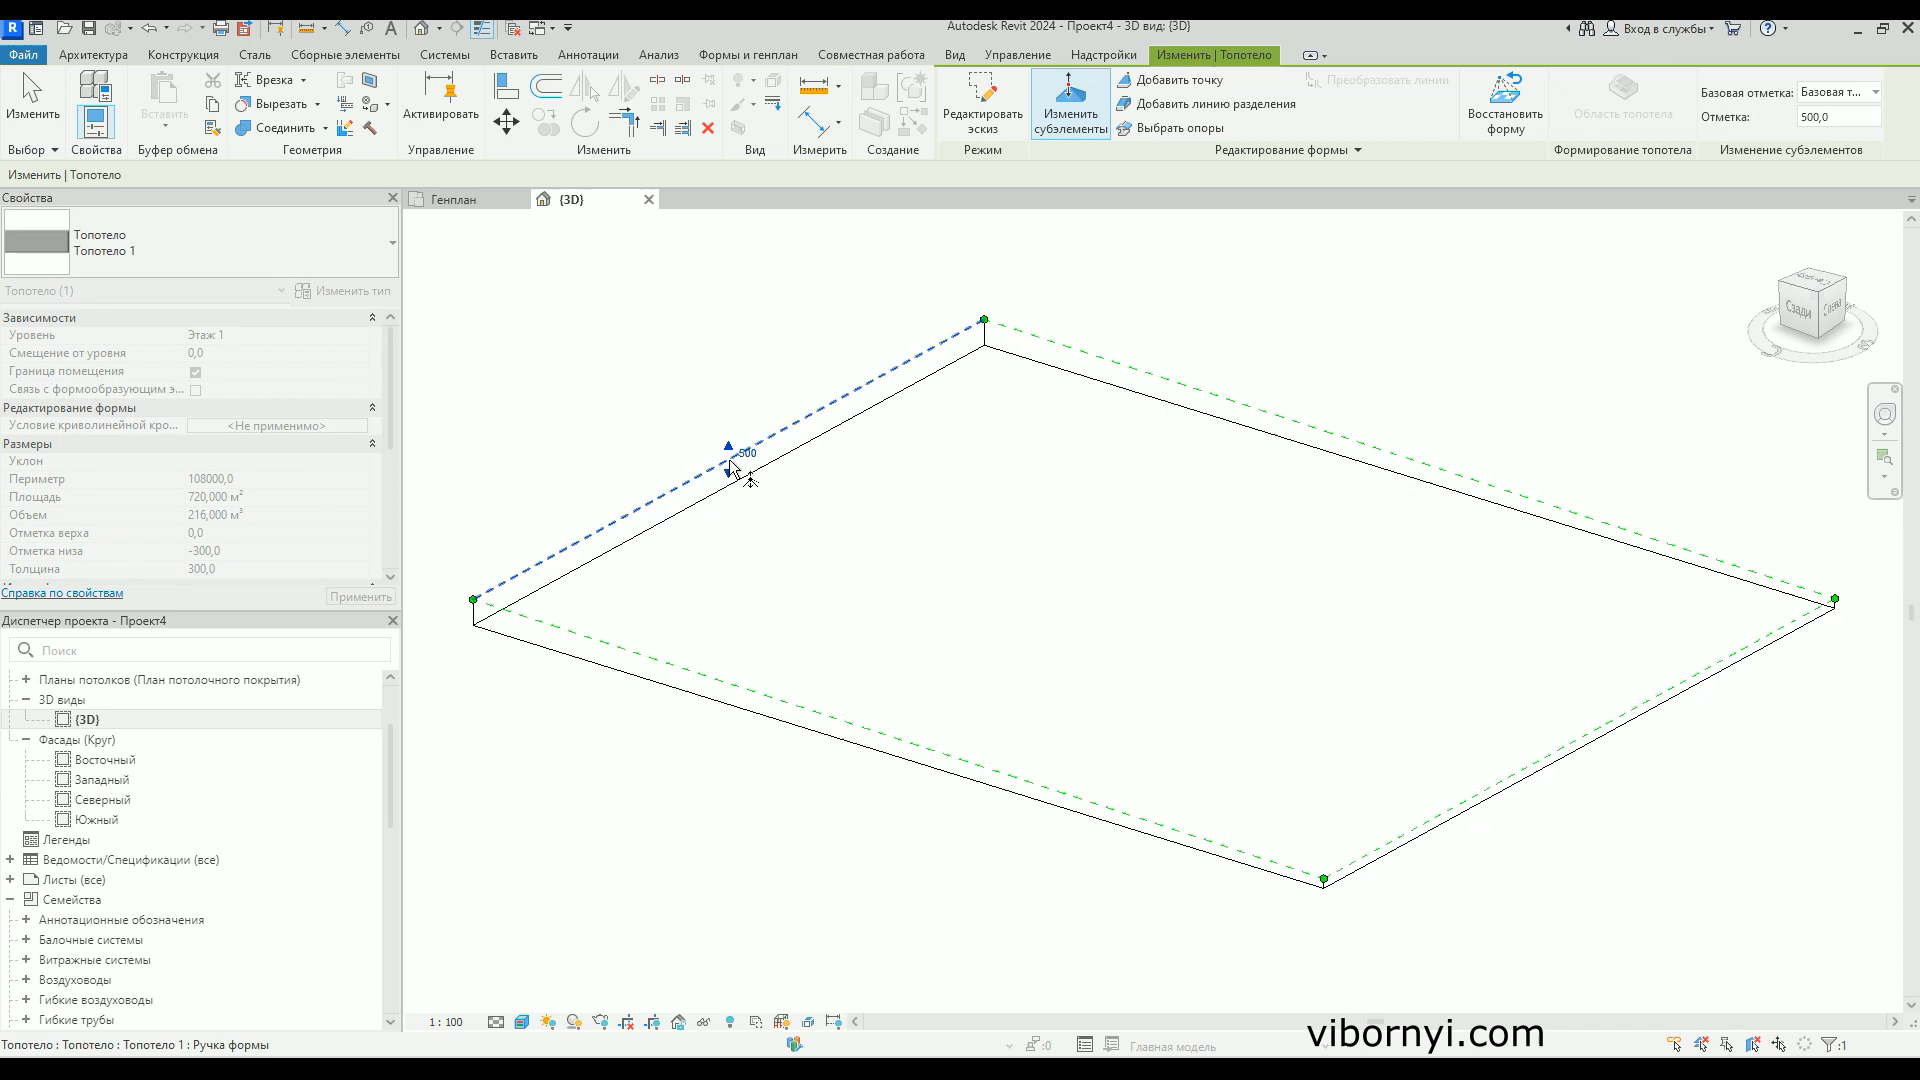 Autodesk Revit 2024 - Проект4 - 3D вид: {3D}
Вход в службы
Файл Архитектура Конструкция Сталь Сборные элементы Системы Вставить Аннотации Анализ Формы и генплан Совместная работа Вид Управление Надстройки Изменить | Топотело
Изменить
Вставить
Врезка
Вырезать
Соединить
Активировать
Редактировать
эскиз
Изменить
субэлементы
Добавить точку
Добавить линию разделения
Выбрать опоры
Преобразовать линии
Восстановить
форму
Область топотела
Базовая отметка: Базовая т...
Отметка: 500,0
Выбор Свойства Буфер обмена Геометрия Управление Изменить Вид Измерить Создание Режим Редактирование формы Формирование топотела Изменение субэлементов
Изменить | Топотело
Свойства
Генплан
{3D}
Топотело
Топотело 1
Топотело (1)
Изменить тип
Зависимости
Уровень Этаж 1
Смещение от уровня 0,0
Граница помещения
Связь с формообразующим э...
Редактирование формы
Условие криволинейной кро... <Не применимо>
Размеры
Уклон
Периметр 108000,0
Площадь 720,000 м²
Объем 216,000 м³
Отметка верха 0,0
Отметка низа -300,0
Толщина 300,0
Справка по свойствам
Применить
Диспетчер проекта - Проект4
Поиск
Планы потолков (План потолочного покрытия)
3D виды
{3D}
Фасады (Круг)
Восточный
Западный
Северный
Южный
Легенды
Ведомости/Спецификации (все)
Листы (все)
Семейства
Аннотационные обозначения
Балочные системы
Витражные системы
Воздуховоды
Гибкие воздуховоды
Гибкие трубы
500
Сзади
Слева
1 : 100
vibornyi.com
Топотело : Топотело : Топотело 1 : Ручка формы
:0
Главная модель
:1